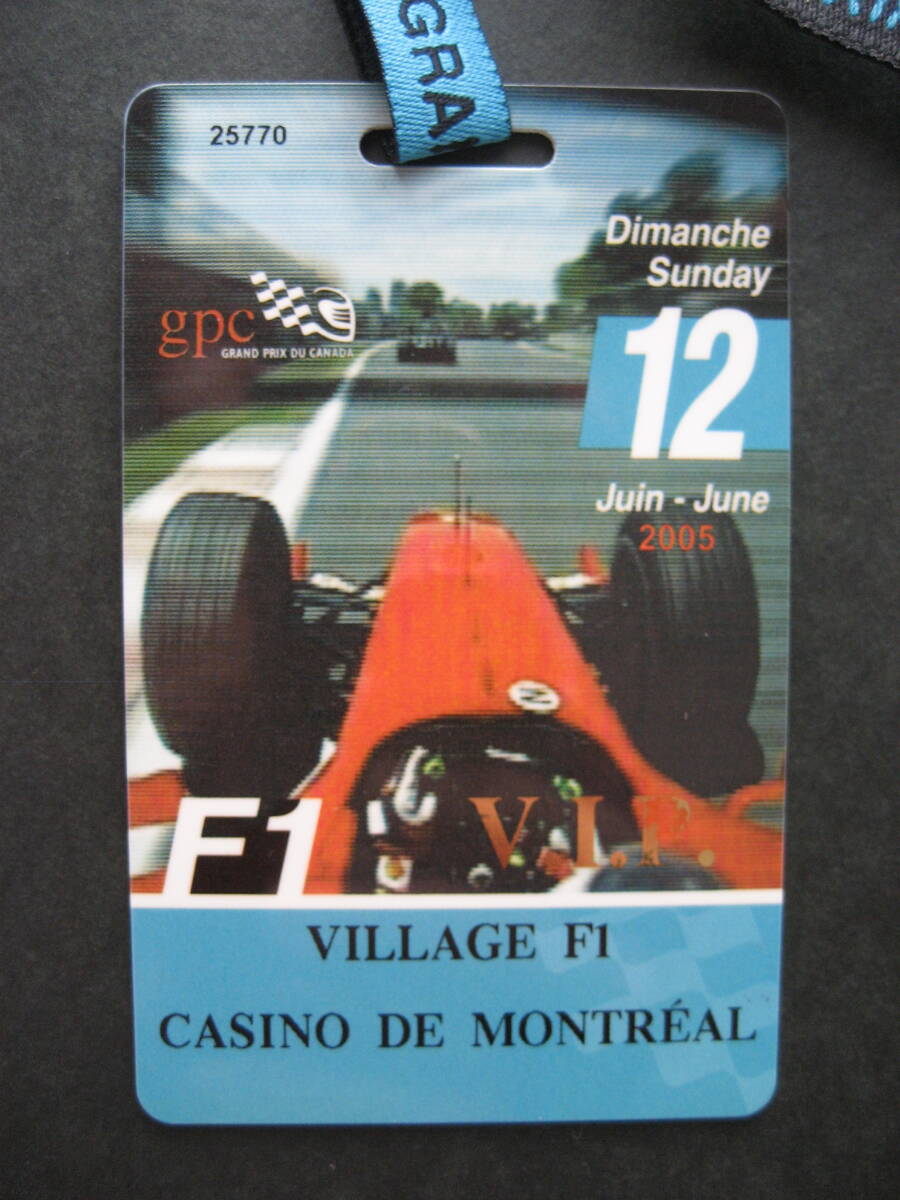 GRA
25770
Dimanche
Sunday
12
Juin - June
2005
gpc
GRAND PRIX DU CANADA
F1
V.I.P.
VILLAGE F1
CASINO DE MONTRÉAL